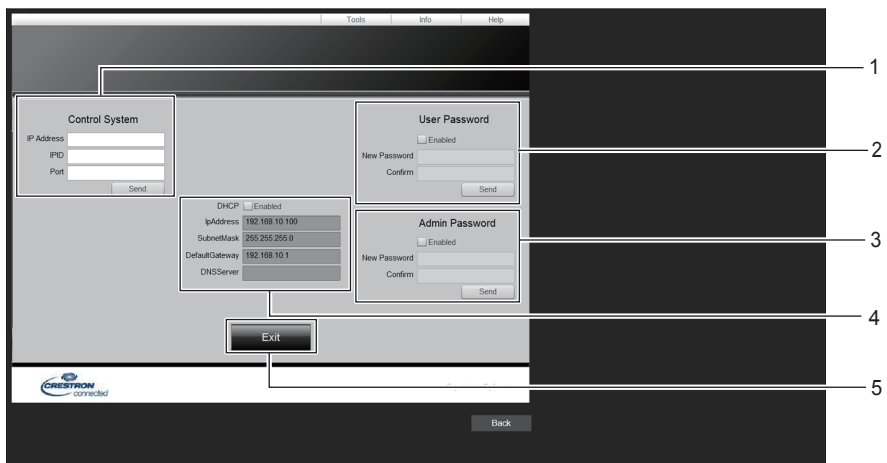 Tools Info Help
1
Control System
IP Address
IPID
Port
Send
User Password
Enabled
New Password
Confirm
Send
2
DHCP Enabled
IpAddress 192.168.10.100
SubnetMask 255.255.255.0
DefaultGateway 192.168.10.1
DNSServer
Admin Password
Enabled
New Password
Confirm
Send
3
4
Exit
5
CRESTRON
connected
Back